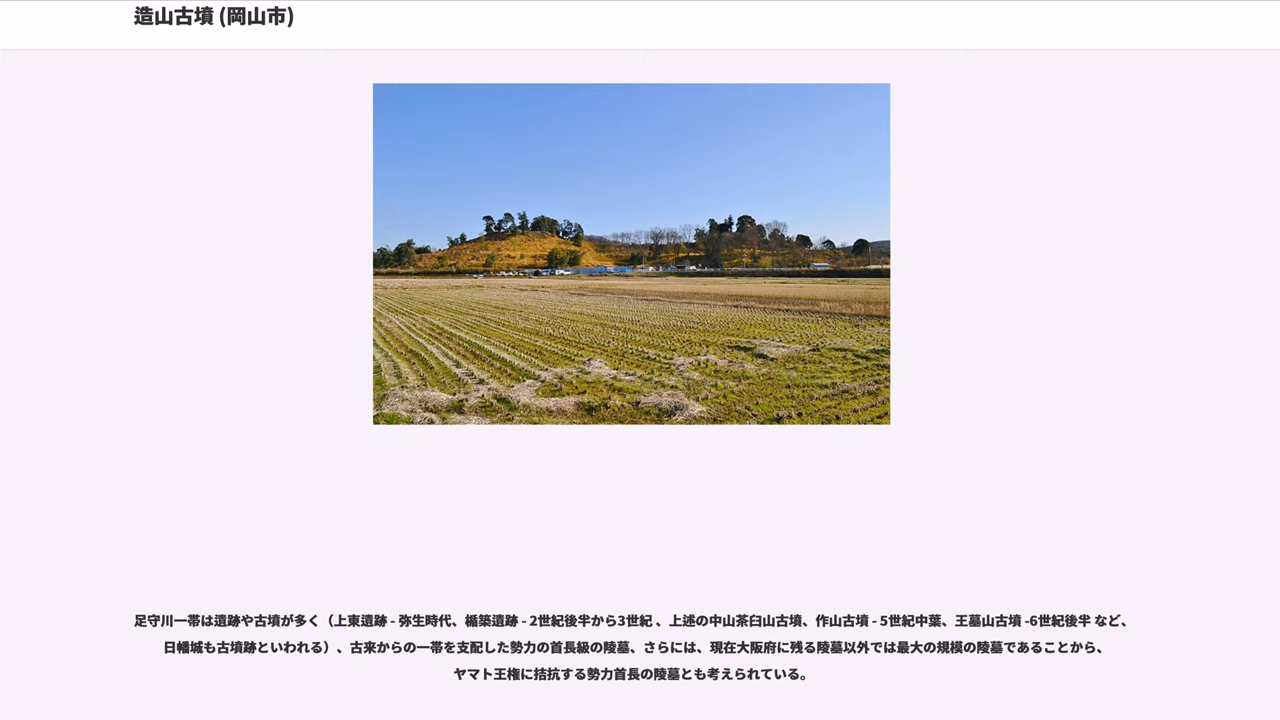 造山古墳 (岡山市)
足守川一帯は遺跡や古墳が多く（上東遺跡 - 弥生時代、楯築遺跡 - 2世紀後半から3世紀 、上述の中山茶臼山古墳、作山古墳 - 5世紀中葉、王墓山古墳 -6世紀後半 など、
日幡城も古墳跡といわれる）、古来からの一帯を支配した勢力の首長級の陵墓、さらには、現在大阪府に残る陵墓以外では最大の規模の陵墓であることから、
ヤマト王権に拮抗する勢力首長の陵墓とも考えられている。